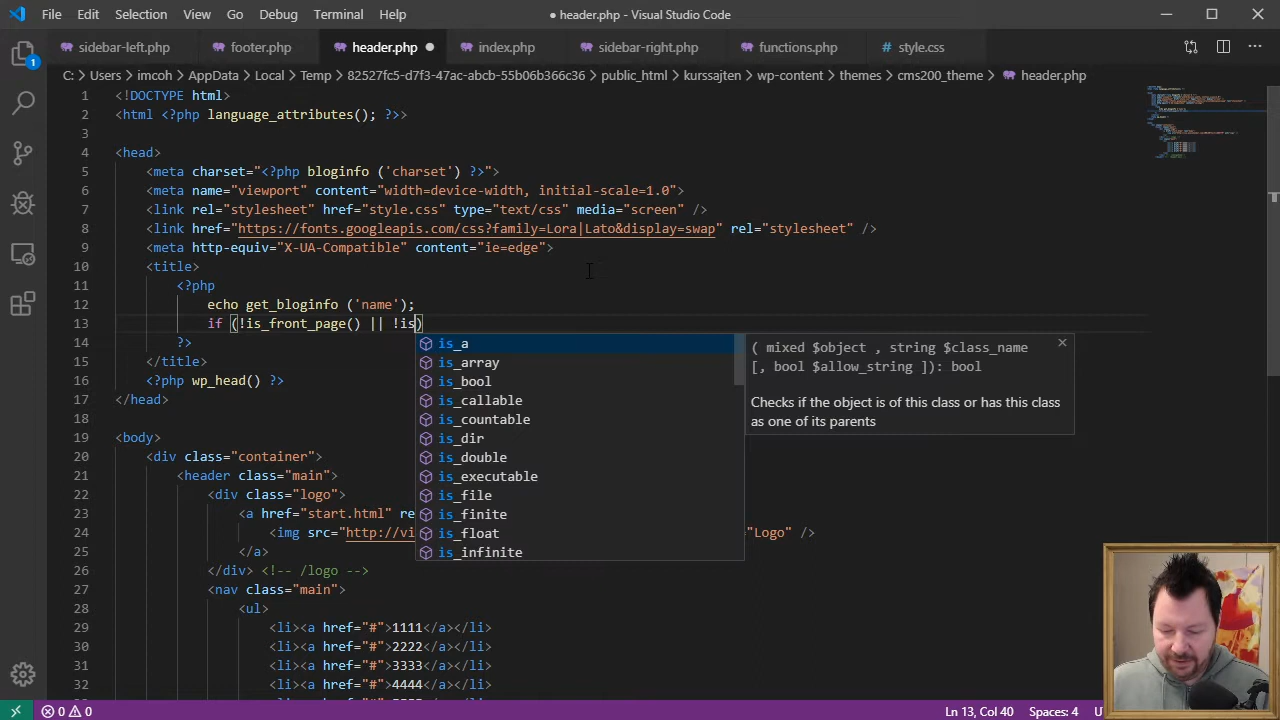 File Edit Selection View Go Debug Terminal Help
● header.php - Visual Studio Code
sidebar-left.php footer.php header.php ● index.php sidebar-right.php functions.php style.css
C: > Users > imcoh > AppData > Local > Temp > 82527fc5-d7f3-47ac-abcb-55b06b366c36 > public_html > kurssajten > wp-content > themes > cms200_theme > header.php
1
1 <!DOCTYPE html>
2 <html <?php language_attributes(); ?>>
3
4 <head>
5 <meta charset="<?php bloginfo ('charset') ?>">
6 <meta name="viewport" content="width=device-width, initial-scale=1.0">
7 <link rel="stylesheet" href="style.css" type="text/css" media="screen" />
8 <link href="https://fonts.googleapis.com/css?family=Lora|Lato&display=swap" rel="stylesheet" />
9 <meta http-equiv="X-UA-Compatible" content="ie=edge">
10 <title>
11 <?php
12 echo get_bloginfo ('name');
13 if (!is_front_page() || !is)
14 ?>
15 </title>
16 <?php wp_head() ?>
17 </head>
18
19 <body>
20 <div class="container">
21 <header class="main">
22 <div class="logo">
23 <a href="start.html" re
24 <img src="http://vi "Logo" />
25 </a>
26 </div> <!-- /logo -->
27 <nav class="main">
28 <ul>
29 <li><a href="#">1111</a></li>
30 <li><a href="#">2222</a></li>
31 <li><a href="#">3333</a></li>
32 <li><a href="#">4444</a></li>
is_a
is_array
is_bool
is_callable
is_countable
is_dir
is_double
is_executable
is_file
is_finite
is_float
is_infinite
( mixed $object , string $class_name
[, bool $allow_string ]): bool
Checks if the object is of this class or has this class
as one of its parents
0 0 Ln 13, Col 40 Spaces: 4